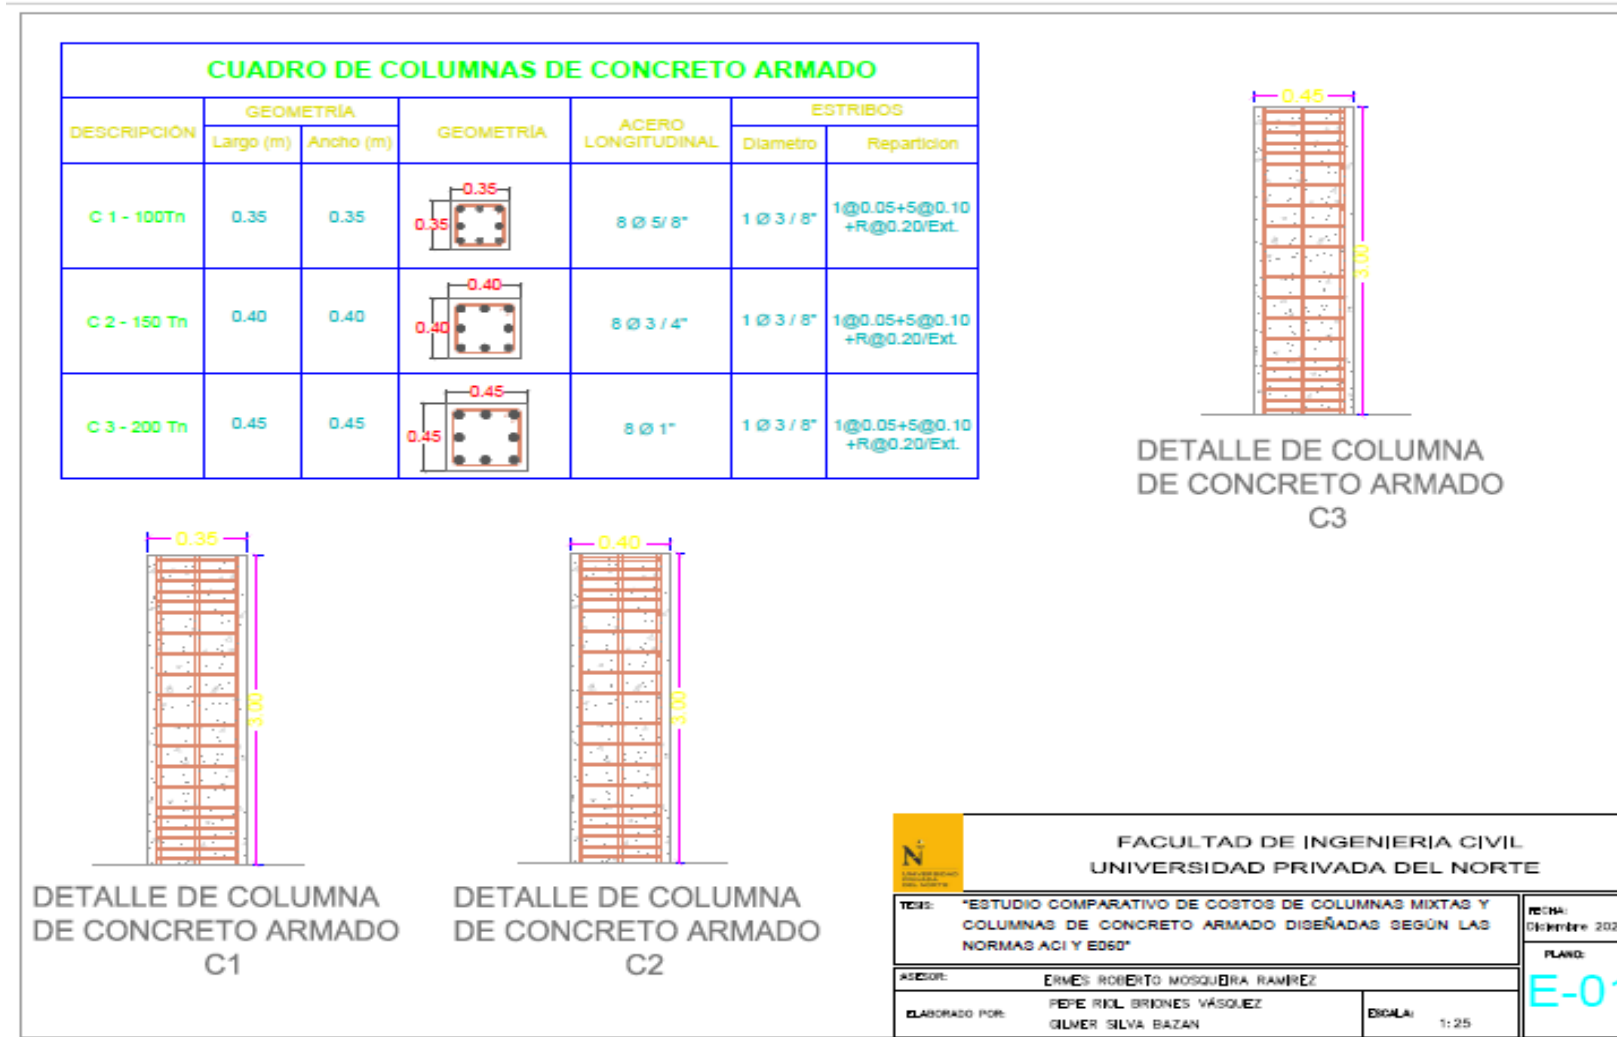 CUADRO DE COLUMNAS DE CONCRETO ARMADO
DESCRIPCIÓN
GEOMETRÍA
Largo (m) Ancho (m)
GEOMETRÍA
ACERO
LONGITUDINAL
ESTRIBOS
Diametro Reparticion
C 1 - 100Tn 0.35 0.35
0.35
0.35
8 Ø 5/ 8"
1 Ø 3 / 8"
1@0.05+5@0.10
+R@0.20/Ext.
C 2 - 150 Tn 0.40 0.40
0.40
0.40
8 Ø 3 / 4"
1 Ø 3 / 8"
1@0.05+5@0.10
+R@0.20/Ext.
C 3 - 200 Tn 0.45 0.45
0.45
0.45
8 Ø 1"
1 Ø 3 / 8"
1@0.05+5@0.10
+R@0.20/Ext.
0.45
3.00
DETALLE DE COLUMNA
DE CONCRETO ARMADO
C3
0.35
3.00
DETALLE DE COLUMNA
DE CONCRETO ARMADO
C1
0.40
3.00
DETALLE DE COLUMNA
DE CONCRETO ARMADO
C2
N
UNIVERSIDAD
PRIVADA
DEL NORTE
FACULTAD DE INGENIERIA CIVIL
UNIVERSIDAD PRIVADA DEL NORTE
TESIS: "ESTUDIO COMPARATIVO DE COSTOS DE COLUMNAS MIXTAS Y
COLUMNAS DE CONCRETO ARMADO DISEÑADAS SEGÚN LAS
NORMAS ACI Y E060"
FECHA:
Diciembre 202
PLANO:
E-01
ASESOR: ERMES ROBERTO MOSQUEIRA RAMIREZ
ELABORADO POR: PEPE RIOL BRIONES VÁSQUEZ
GILMER SILVA BAZAN
ESCALA: 1:25